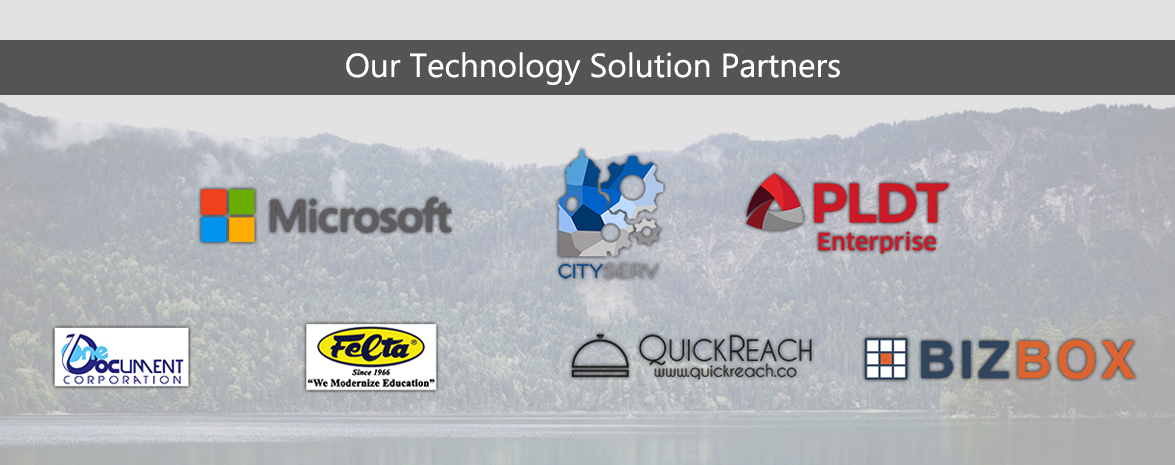 Our Technology Solution Partners
Microsoft
CITYSERV
PLDT
Enterprise
One
DOCUMENT
CORPORATION
Felta®
Since 1966
"We Modernize Education"
QUICKREACH
www.quickreach.co
BIZBOX